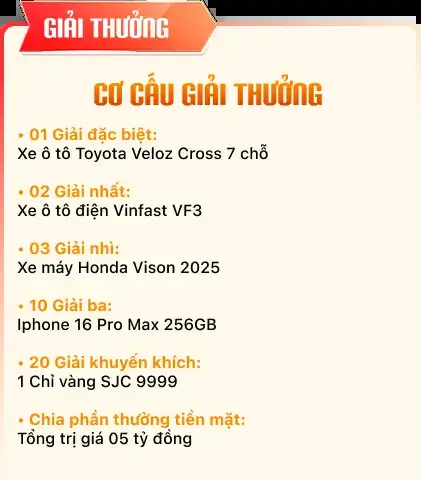 GIẢI THƯỞNG
CƠ CẤU GIẢI THƯỞNG
• 01 Giải đặc biệt:
Xe ô tô Toyota Veloz Cross 7 chỗ
• 02 Giải nhất:
Xe ô tô điện Vinfast VF3
• 03 Giải nhì:
Xe máy Honda Vison 2025
• 10 Giải ba:
Iphone 16 Pro Max 256GB
• 20 Giải khuyến khích:
1 Chỉ vàng SJC 9999
• Chia phần thưởng tiền mặt:
Tổng trị giá 05 tỷ đồng